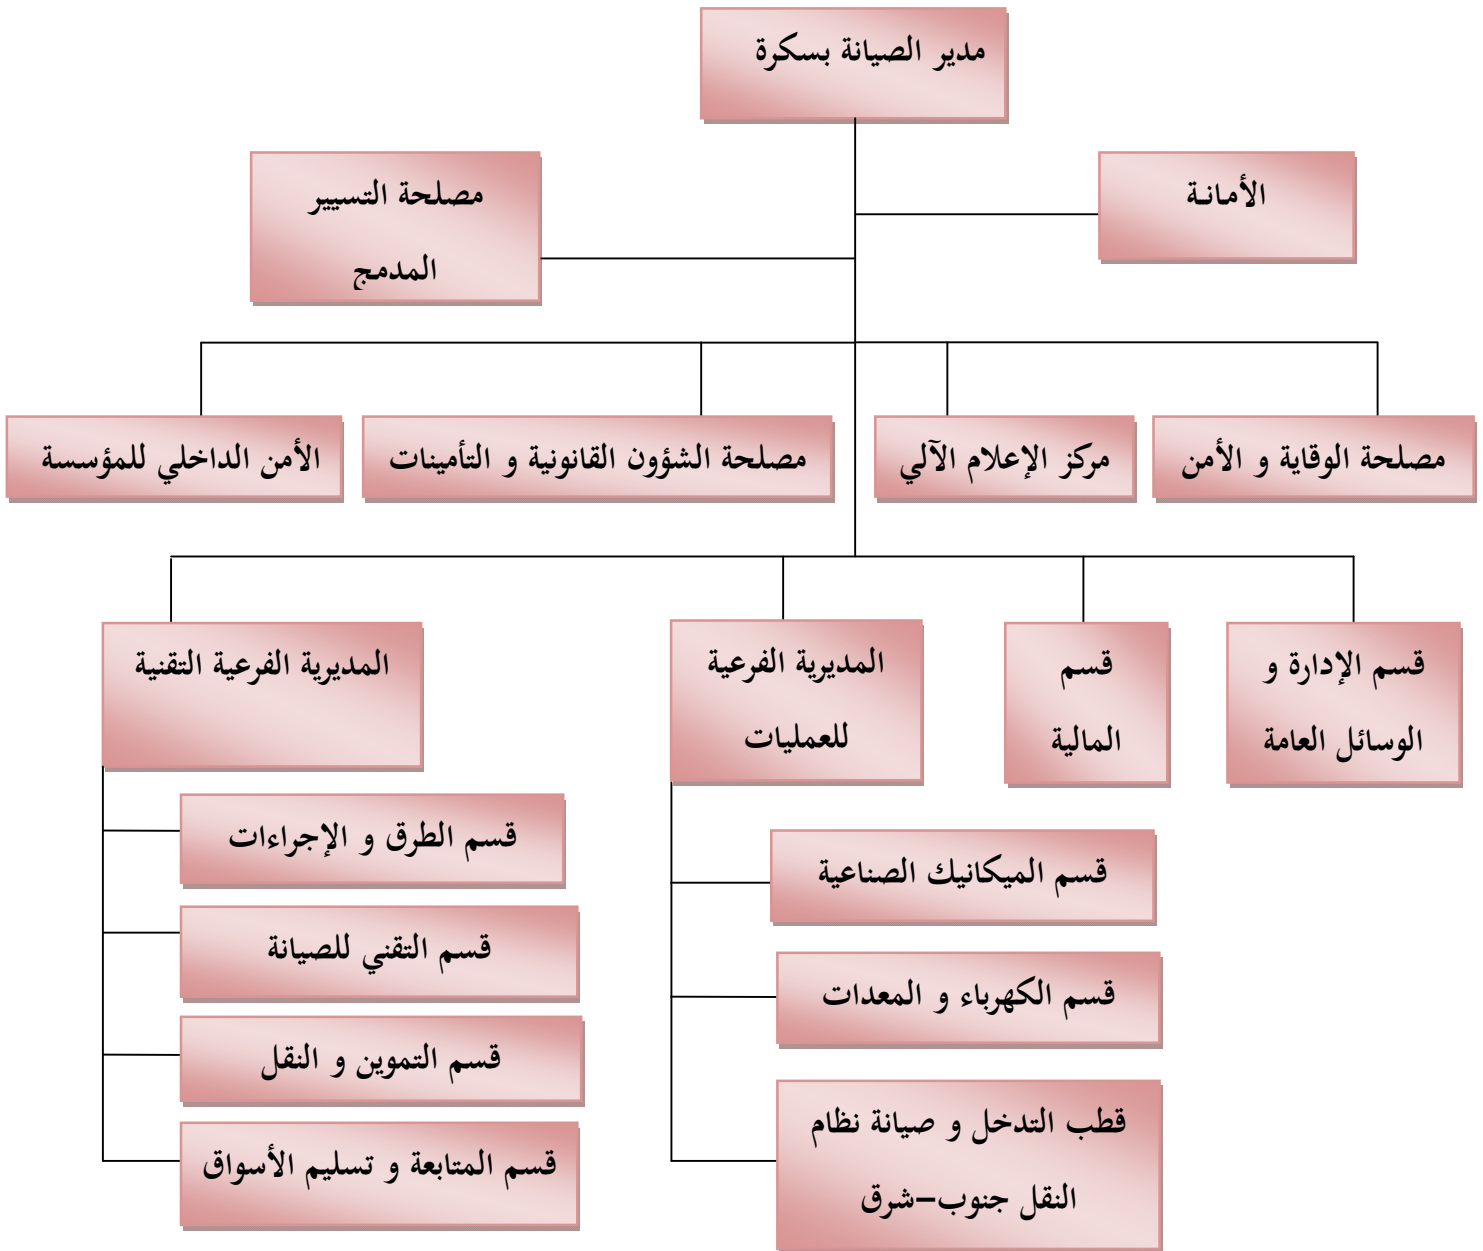 مدير الصيانة بسكرة
الأمانـة
مصلحة التسيير
المدمج
مصلحة الوقاية و الأمن
مركز الإعلام الآلي
مصلحة الشؤون القانونية و التأمينات
الأمن الداخلي للمؤسسة
قسم الإدارة و
الوسائل العامة
قسم
المالية
المديرية الفرعية
للعمليات
المديرية الفرعية التقنية
قسم الميكانيك الصناعية
قسم الكهرباء و المعدات
قطب التدخل و صيانة نظام
النقل جنوب–شرق
قسم الطرق و الإجراءات
قسم التقني للصيانة
قسم التموين و النقل
قسم المتابعة و تسليم الأسواق